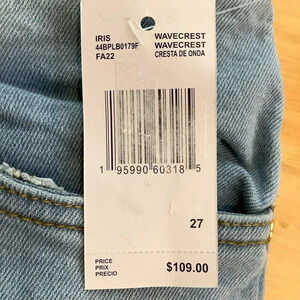 IRIS WAVECREST
44BPLB0179F WAVECREST
FA22 CRESTA DE ONDA
1 95990 60318 5
27
PRICE
PRIX
PRECIO
$109.00